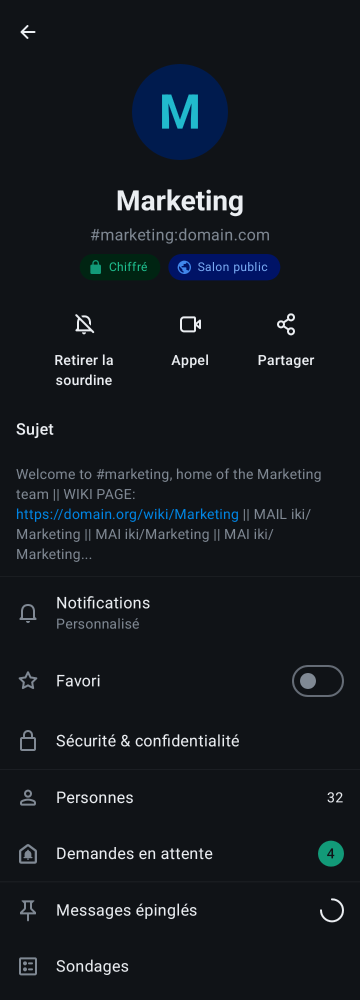 M
Marketing
#marketing:domain.com
Chiffré
Salon public
Retirer la
sourdine
Appel
Partager
Sujet
Welcome to #marketing, home of the Marketing
team || WIKI PAGE:
https://domain.org/wiki/Marketing || MAIL iki/
Marketing || MAI iki/Marketing || MAI iki/
Marketing...
Notifications
Personnalisé
Favori
Sécurité & confidentialité
Personnes 32
Demandes en attente 4
Messages épinglés
Sondages